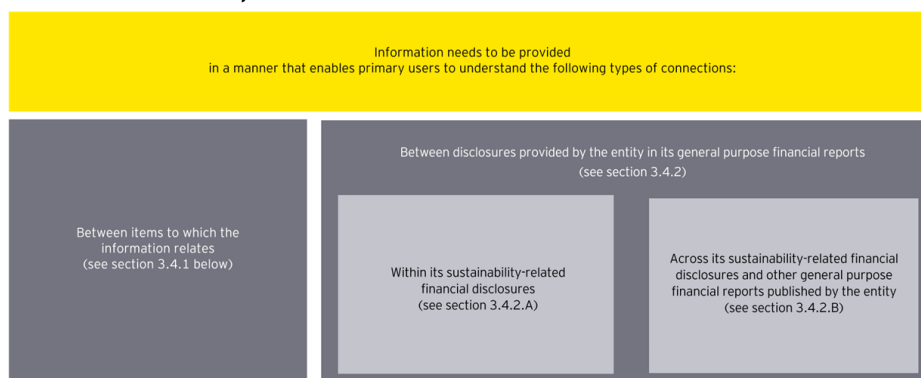 Information needs to be provided
in a manner that enables primary users to understand the following types of connections:
Between items to which the
information relates
(see section 3.4.1 below)
Between disclosures provided by the entity in its general purpose financial reports
(see section 3.4.2)
Within its sustainability-related
financial disclosures
(see section 3.4.2.A)
Across its sustainability-related financial
disclosures and other general purpose
financial reports published by the entity
(see section 3.4.2.B)